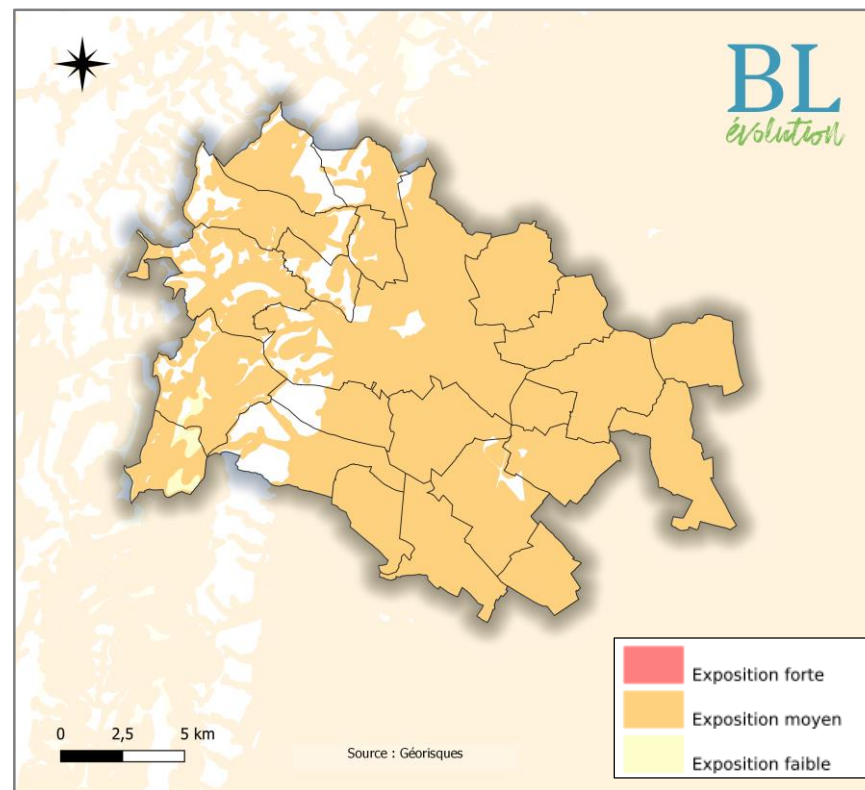 BL
évolution
Exposition forte
Exposition moyen
Exposition faible
0 2,5 5 km
Source : Géorisques